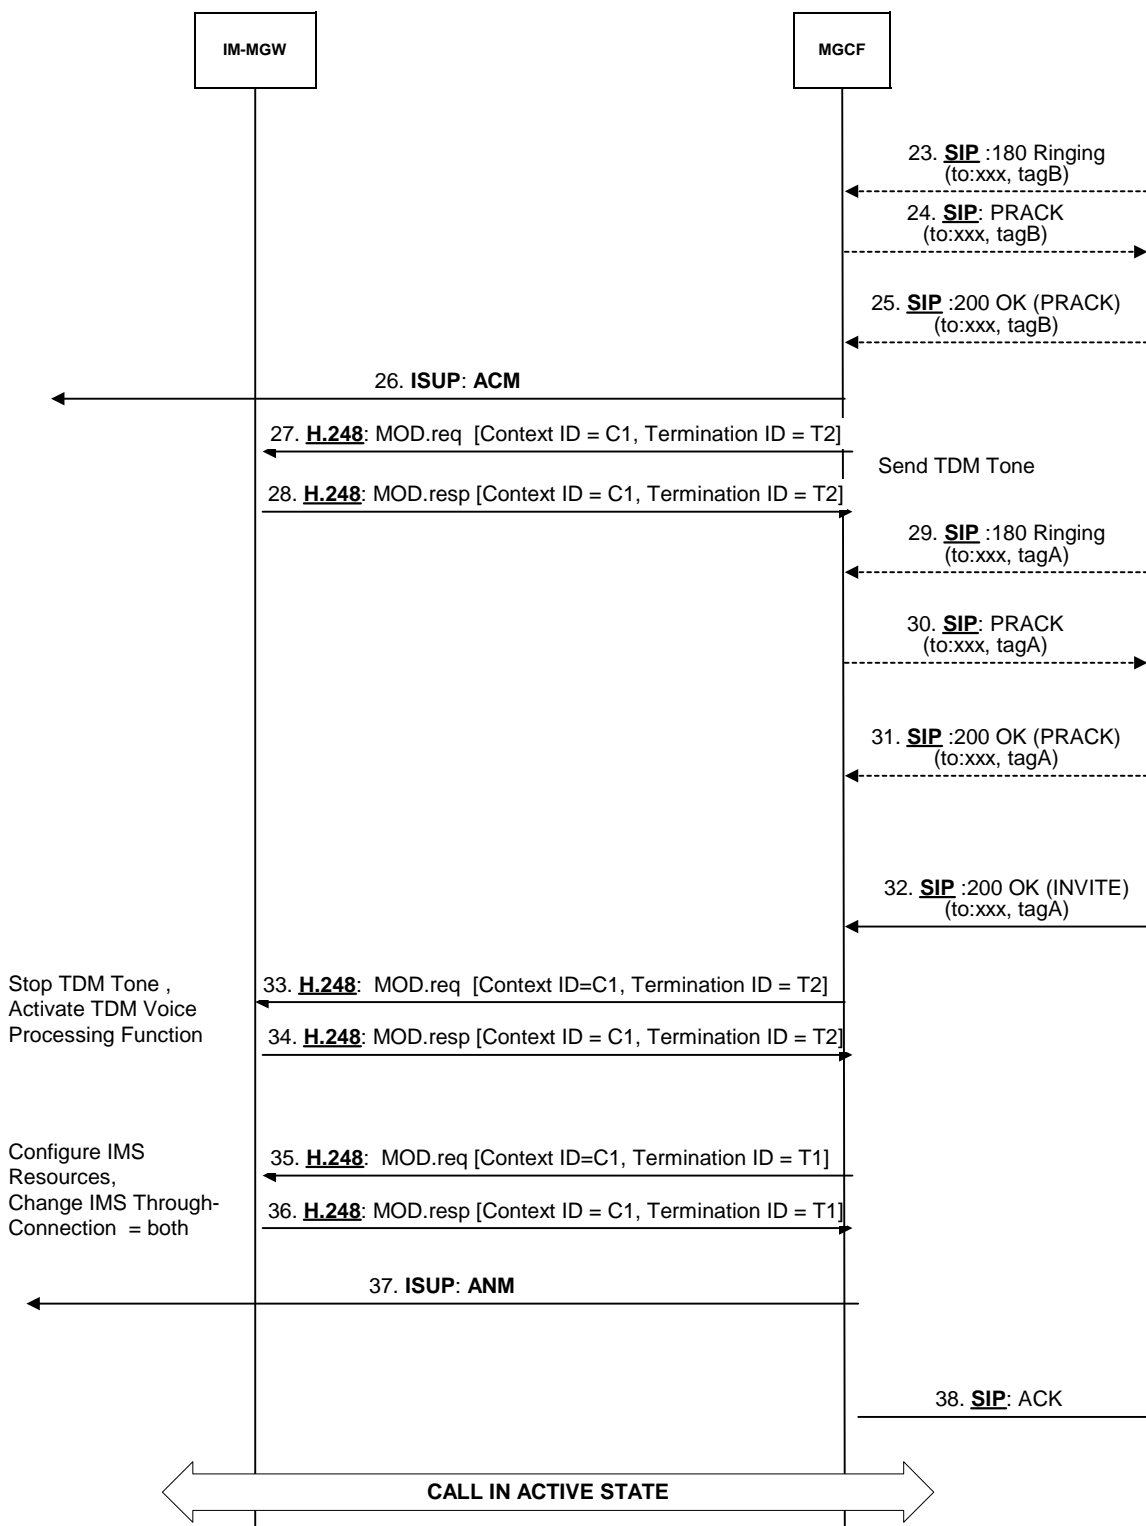 IM-MGW
MGCF
23. SIP :180 Ringing
(to:xxx, tagB)
24. SIP: PRACK
(to:xxx, tagB)
25. SIP :200 OK (PRACK)
(to:xxx, tagB)
26. ISUP: ACM
27. H.248: MOD.req [Context ID = C1, Termination ID = T2]
Send TDM Tone
28. H.248: MOD.resp [Context ID = C1, Termination ID = T2]
29. SIP :180 Ringing
(to:xxx, tagA)
30. SIP: PRACK
(to:xxx, tagA)
31. SIP :200 OK (PRACK)
(to:xxx, tagA)
32. SIP :200 OK (INVITE)
(to:xxx, tagA)
Stop TDM Tone ,
Activate TDM Voice
Processing Function
33. H.248: MOD.req [Context ID=C1, Termination ID = T2]
34. H.248: MOD.resp [Context ID = C1, Termination ID = T2]
Configure IMS
Resources,
Change IMS Through-
Connection = both
35. H.248: MOD.req [Context ID=C1, Termination ID = T1]
36. H.248: MOD.resp [Context ID = C1, Termination ID = T1]
37. ISUP: ANM
38. SIP: ACK
CALL IN ACTIVE STATE